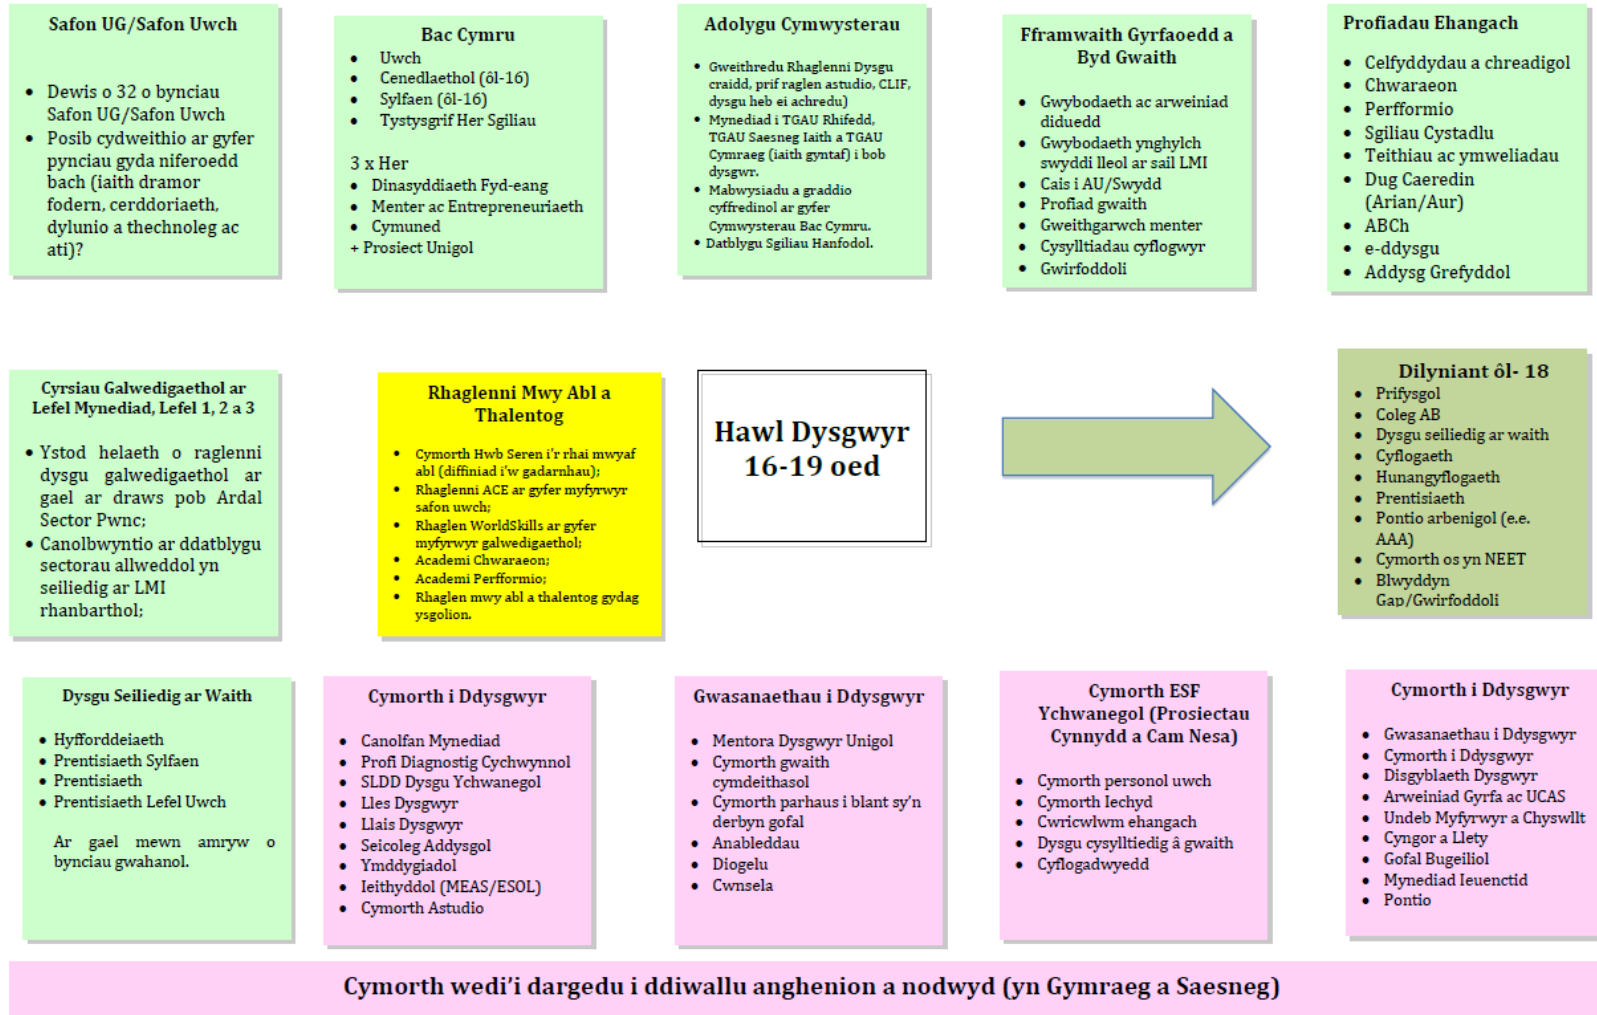 Safon UG/Safon Uwch
• Dewis o 32 o bynciau
Safon UG/Safon Uwch
• Posib cydweithio ar gyfer
pynciau gyda niferoedd
bach (iaith dramor
fodern, cerddoriaeth,
dylunio a thechnoleg ac
ati)?
Bac Cymru
• Uwch
• Cenedlaethol (ôl-16)
• Sylfaen (ôl-16)
• Tystysgrif Her Sgiliau
3 x Her
• Dinasyddiaeth Fyd-eang
• Menter ac Entrepreneuriaeth
• Cymuned
+ Prosiect Unigol
Adolygu Cymwysterau
• Gweithredu Rhaglenni Dysgu
craidd, prif raglen astudio, CLIF,
dysgu heb ei achredu)
• Mynediad i TGAU Rhifedd,
TGAU Saesneg Iaith a TGAU
Cymraeg (iaith gyntaf) i bob
dysgwr.
• Mabwysiadu a graddio
cyffredinol ar gyfer
Cymwysterau Bac Cymru.
• Datblygu Sgiliau Hanfodol.
Fframwaith Gyrfaoedd a
Byd Gwaith
• Gwybodaeth ac arweiniad
diduedd
• Gwybodaeth ynghylch
swyddi lleol ar sail LMI
• Cais i AU/Swydd
• Profiad gwaith
• Gweithgarwch menter
• Cysylltiadau cyflogwyr
• Gwirfoddoli
Profiadau Ehangach
• Celfyddydau a chreadigol
• Chwaraeon
• Perfformio
• Sgiliau Cystadlu
• Teithiau ac ymweliadau
• Dug Caeredin
(Arian/Aur)
• ABCh
• e-ddysgu
• Addysg Grefyddol
Cyrsiau Galwedigaethol ar
Lefel Mynediad, Lefel 1, 2 a 3
• Ystod helaeth o raglenni
dysgu galwedigaethol ar
gael ar draws pob Ardal
Sector Pwnc;
• Canolbwyntio ar ddatblygu
sectorau allweddol yn
seiliedig ar LMI
rhanbarthol;
Rhaglenni Mwy Abl a
Thalentog
• Cymorth Hwb Seren i'r rhai mwyaf
abl (diffiniad i'w gadarnhau);
• Rhaglenni ACE ar gyfer myfyrwyr
safon uwch;
• Rhaglen WorldSkills ar gyfer
myfyrwyr galwedigaethol;
• Academi Chwaraeon;
• Academi Perfformio;
• Rhaglen mwy abl a thalentog gydag
ysgolion.
Hawl Dysgwyr
16-19 oed
Dilyniant ôl- 18
• Prifysgol
• Coleg AB
• Dysgu seiliedig ar waith
• Cyflogaeth
• Hunangyflogaeth
• Prentisiaeth
• Pontio arbenigol (e.e.
AAA)
• Cymorth os yn NEET
• Blwyddyn
Gap/Gwirfoddoli
Dysgu Seiliedig ar Waith
• Hyfforddeiaeth
• Prentisiaeth Sylfaen
• Prentisiaeth
• Prentisiaeth Lefel Uwch
Ar gael mewn amryw o
bynciau gwahanol.
Cymorth i Ddysgwyr
• Canolfan Mynediad
• Profi Diagnostig Cychwynnol
• SLDD Dysgu Ychwanegol
• Lles Dysgwyr
• Llais Dysgwyr
• Seicoleg Addysgol
• Ymddygiadol
• Ieithyddol (MEAS/ESOL)
• Cymorth Astudio
Gwasanaethau i Ddysgwyr
• Mentora Dysgwyr Unigol
• Cymorth gwaith
cymdeithasol
• Cymorth parhaus i blant sy'n
derbyn gofal
• Anableddau
• Diogelu
• Cwnsela
Cymorth ESF
Ychwanegol (Prosiectau
Cynnydd a Cam Nesa)
• Cymorth personol uwch
• Cymorth Iechyd
• Cwricwlwm ehangach
• Dysgu cysylltiedig â gwaith
• Cyflogadwyedd
Cymorth i Ddysgwyr
• Gwasanaethau i Ddysgwyr
• Cymorth i Ddysgwyr
• Disgyblaeth Dysgwyr
• Arweiniad Gyrfa ac UCAS
• Undeb Myfyrwyr a Chyswllt
• Cyngor a Llety
• Gofal Bugeiliol
• Mynediad Ieuenctid
• Pontio
Cymorth wedi'i dargedu i ddiwallu anghenion a nodwyd (yn Gymraeg a Saesneg)